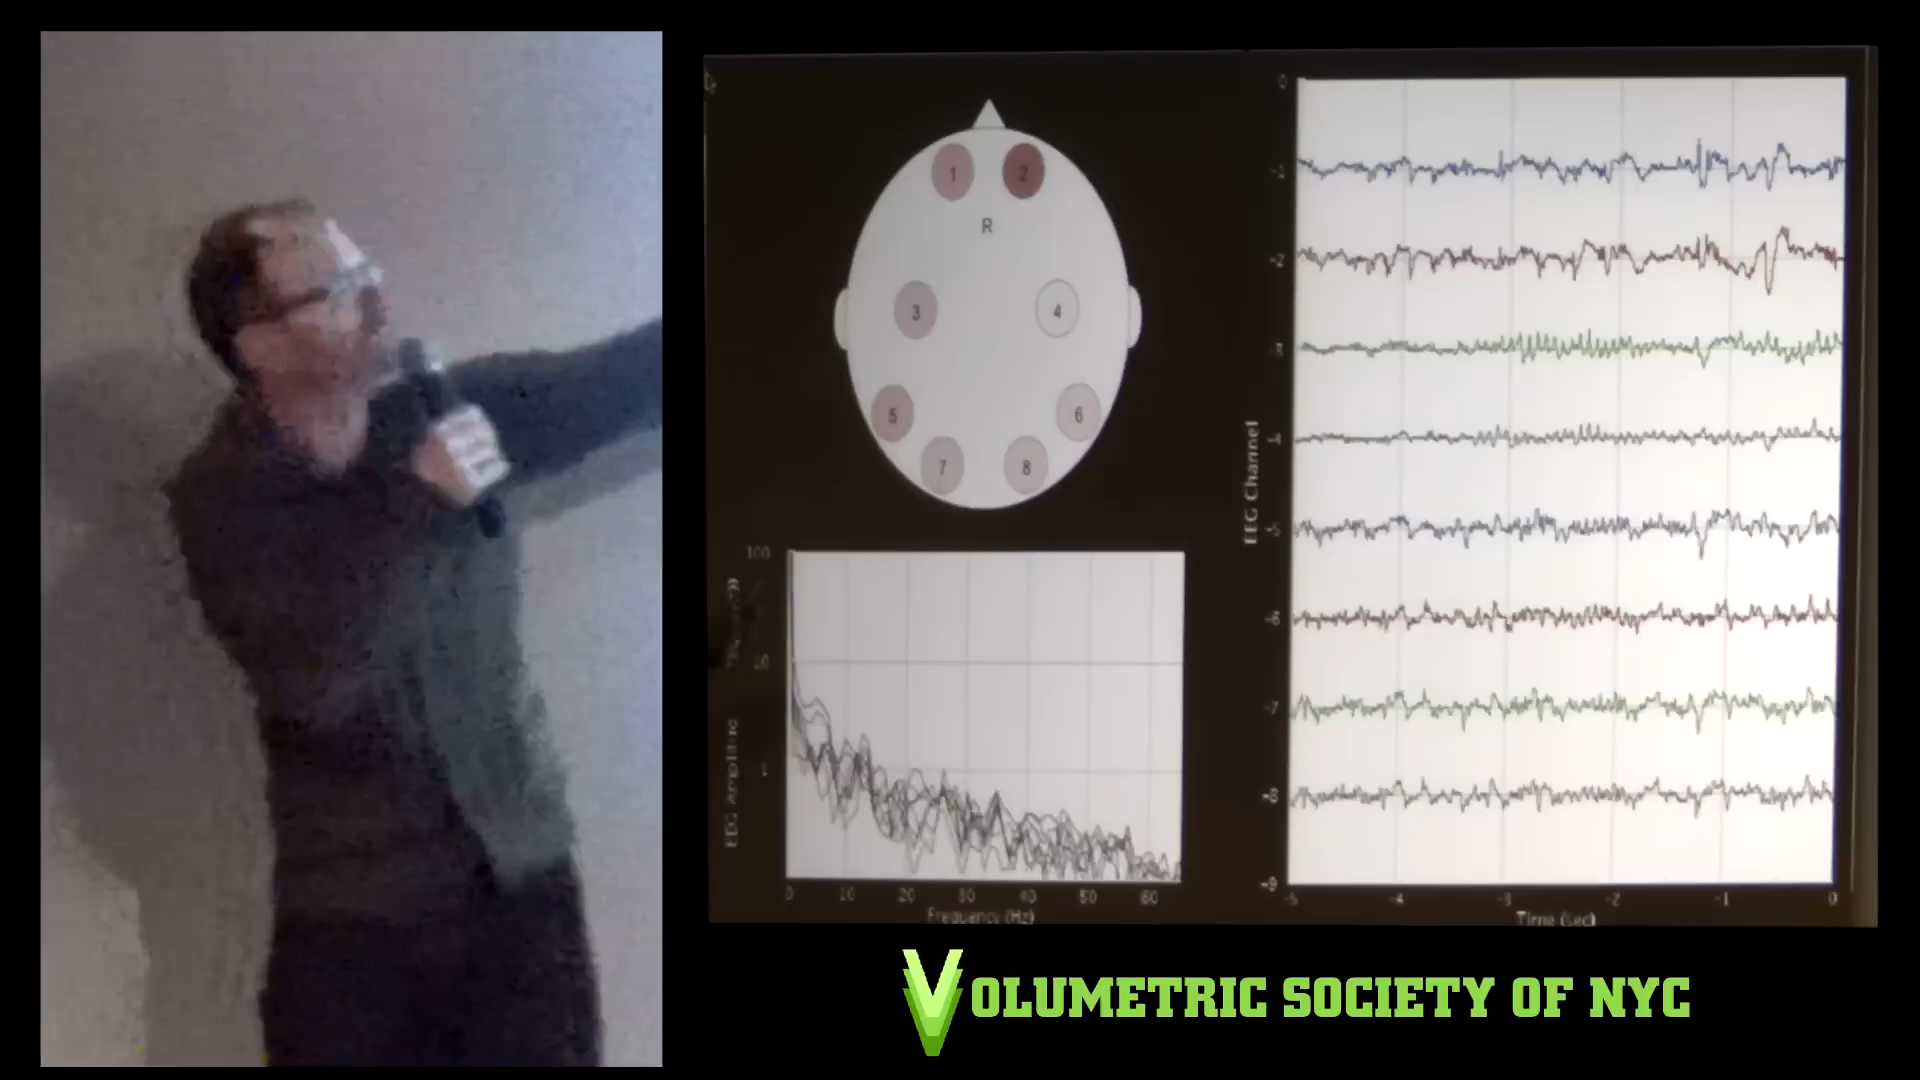 1 2
R
3 4
5 6
7 8
100
10
1
EEG Amplitude
0 10 20 30 40 50 60
Frequency (Hz)
0
-1
-2
-3
-4
-5
-6
-7
-8
-9
EEG Channel
-5 -4 -3 -2 -1 0
Time (sec)
VOLUMETRIC SOCIETY OF NYC